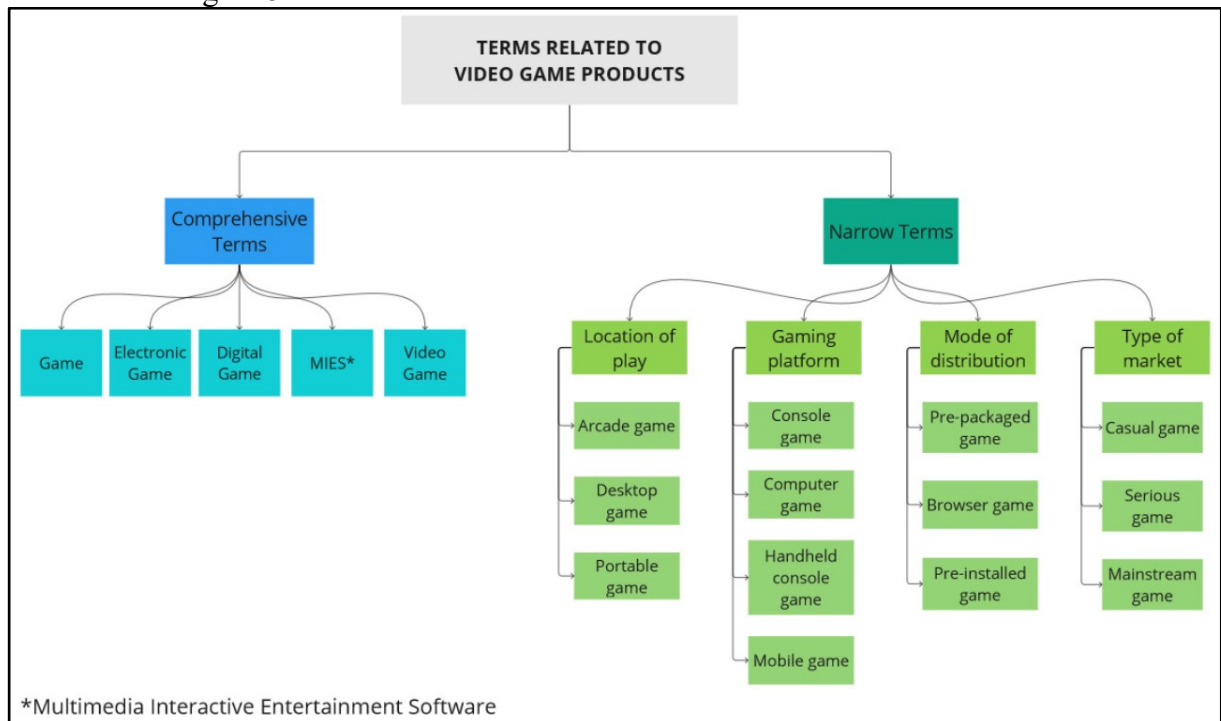 TERMS RELATED TO
VIDEO GAME PRODUCTS
Comprehensive
Terms
Narrow Terms
Game
Electronic
Game
Digital
Game
MIES*
Video
Game
Location of
play
Arcade game
Desktop
game
Portable
game
Gaming
platform
Console
game
Computer
game
Handheld
console
game
Mobile game
Mode of
distribution
Pre-packaged
game
Browser game
Pre-installed
game
Type of
market
Casual game
Serious
game
Mainstream
game
*Multimedia Interactive Entertainment Software